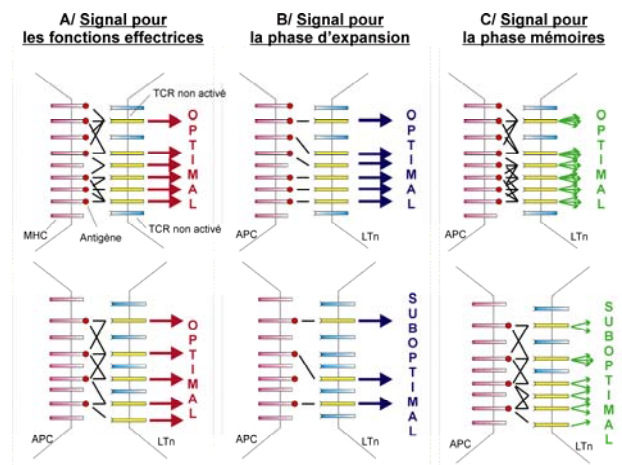 A/ Signal pour
les fonctions effectrices
B/ Signal pour
la phase d'expansion
C/ Signal pour
la phase mémoires
TCR non activé
OPTIMAL
MHC
Antigène
TCR non activé
OPTIMAL
APC
LTn
OPTIMAL
APC
LTn
OPTIMAL
APC
LTn
SUBOPTIMAL
APC
LTn
SUBOPTIMAL
APC
LTn